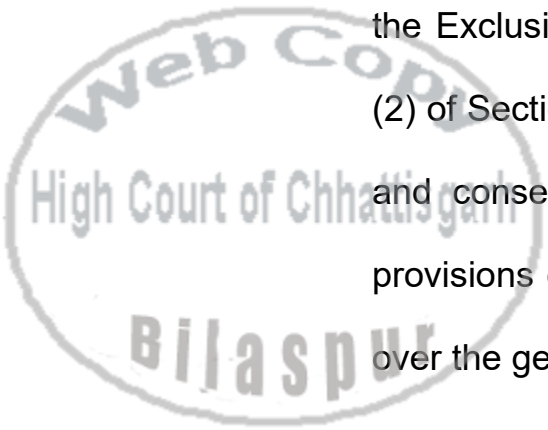 Web Copy
High Court of Chhattisgarh
Bilaspur
the Exclusi
(2) of Secti
and conse
provisions
over the ge